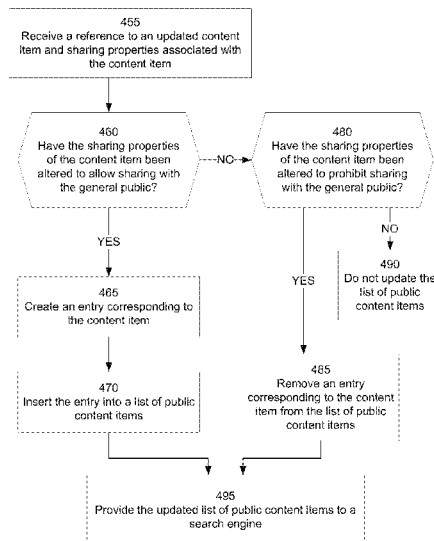 455
Receive a reference to an updated content
item and sharing properties associated with
the content item
460
Have the sharing properties
of the content item been
altered to allow sharing with
the general public?
NO
480
Have the sharing properties
of the content item been
altered to prohibit sharing
with the general public?
YES
NO
465
Create an entry corresponding to
the content item
YES
490
Do not update the
list of public
content items
470
Insert the entry into a list of public
content items
485
Remove an entry
corresponding to the content
item from the list of public
content items
495
Provide the updated list of public content items to a
search engine